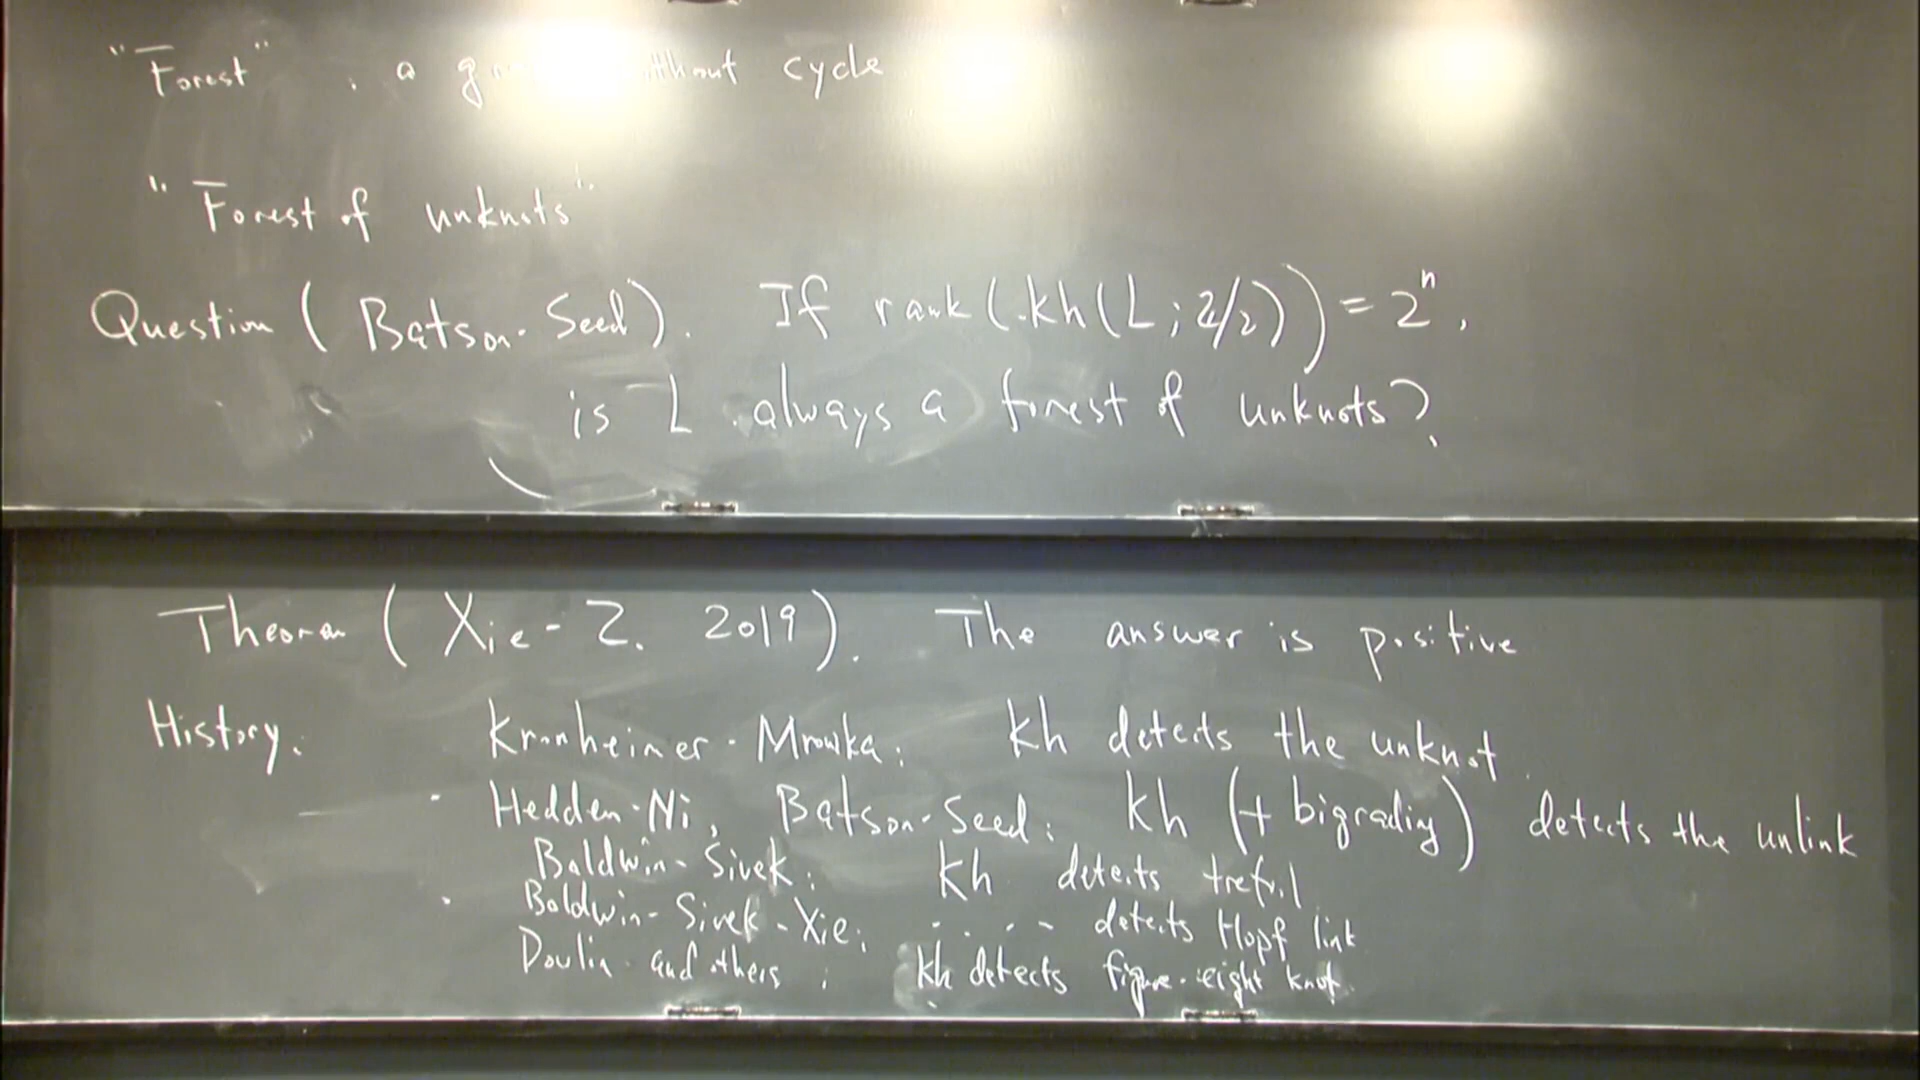 "Forest" : a without cycle
"Forest of unknots".
Question (Batson-Seed). If rank (Kh(L; Z/2)) = 2^n,
is L always a forest of unknots?
Theorem (Xie-Z. 2019). The answer is positive
History: Kronheimer-Mrowka: Kh detects the unknot.
- Hedden-Ni, Batson-Seed: Kh (+ bigrading) detects the unlink
Baldwin-Sivek: Kh detects trefoil
· Baldwin-Sivek-Xie: ..... detects Hopf link
and others: Kh detects figure-eight knot.